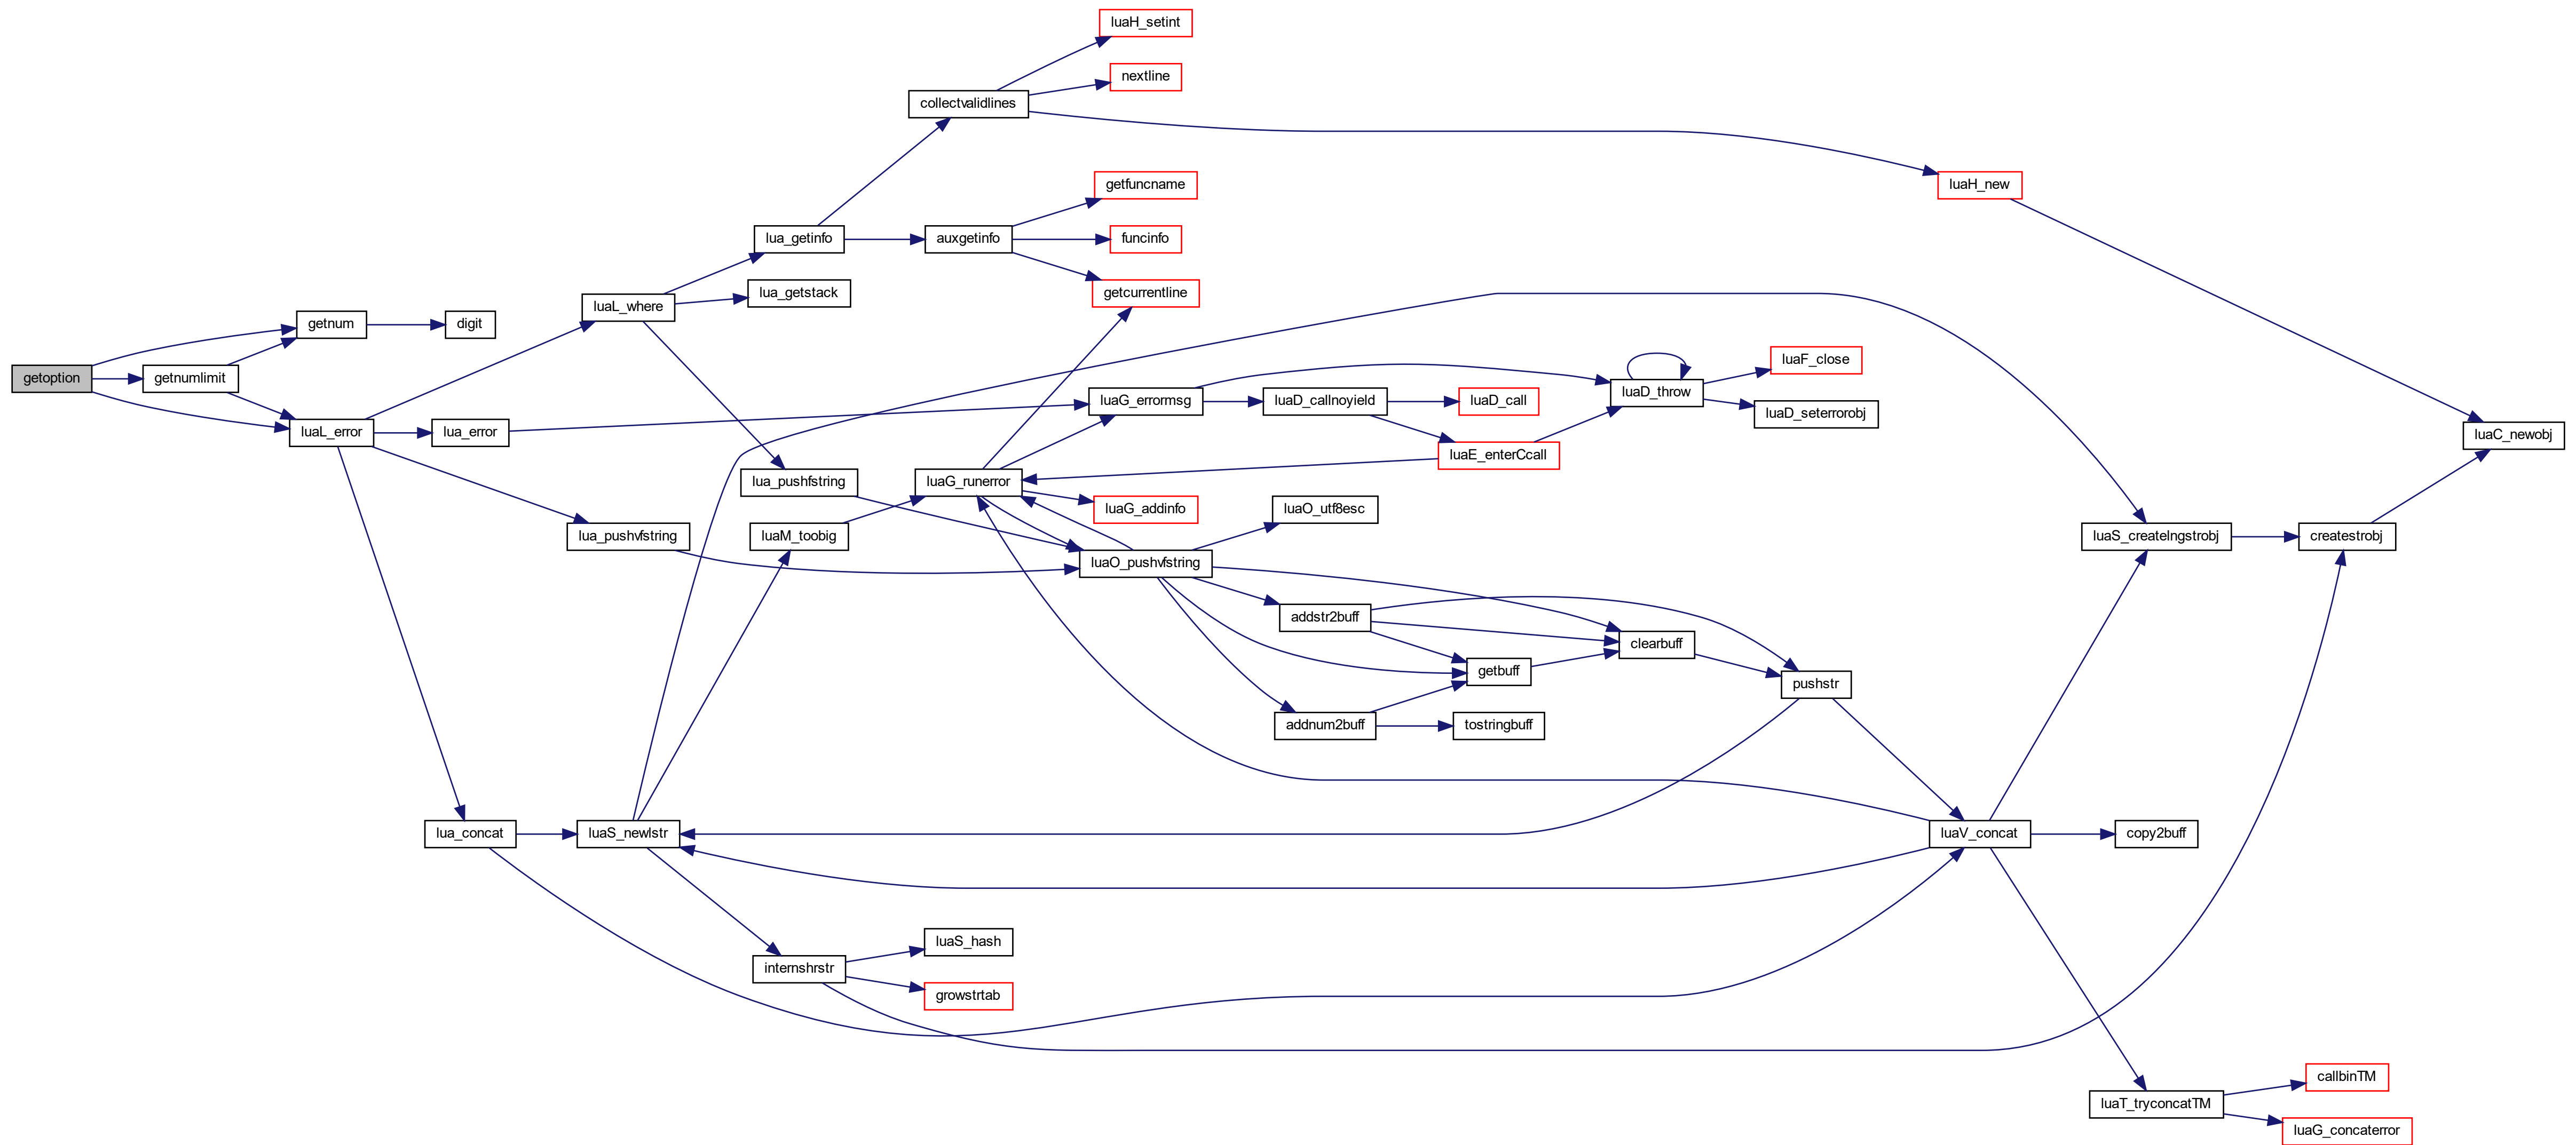 luaH_setint
nextline
collectvalidlines
luaH_new
getfuncname
lua_getinfo
auxgetinfo
funcinfo
lua_getstack
getcurrentline
luaL_where
getnum
digit
luaF_close
getoption
getnumlimit
luaD_throw
luaG_errormsg
luaD_callnoyield
luaD_call
luaD_seterrorobj
luaL_error
lua_error
luaC_newobj
luaE_enterCcall
lua_pushfstring
luaG_runerror
luaG_addinfo
luaO_utf8esc
lua_pushvfstring
luaM_toobig
luaS_createlngstrobj
createstrobj
luaO_pushvfstring
addstr2buff
clearbuff
getbuff
pushstr
addnum2buff
tostringbuff
lua_concat
luaS_newlstr
luaV_concat
copy2buff
luaS_hash
internshrstr
growstrtab
callbinTM
luaT_tryconcatTM
luaG_concaterror